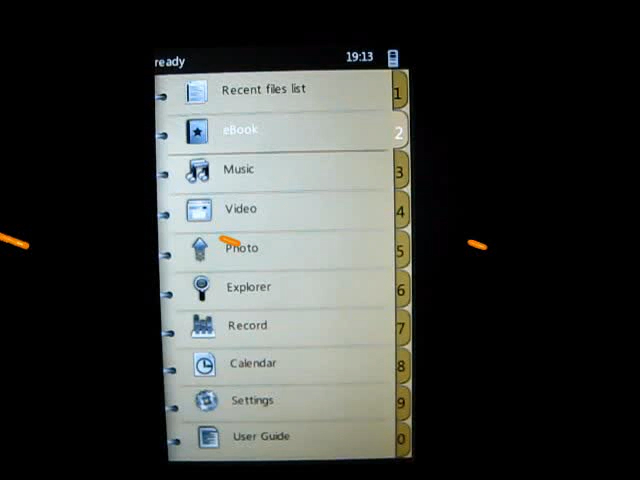 ready 19:13
Recent files list 1
eBook 2
Music 3
Video 4
Photo 5
Explorer 6
Record 7
Calendar 8
Settings 9
User Guide 0